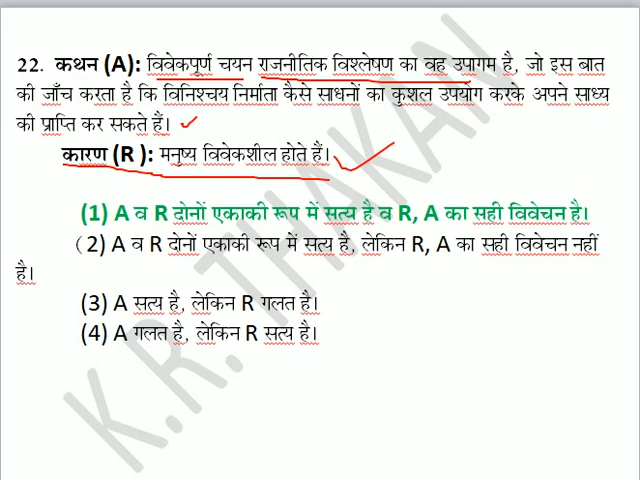 22. कथन (A): विवेकपूर्ण चयन राजनीतिक विश्लेषण का वह उपागम है, जो इस बात
की जाँच करता है कि विनिश्चय निर्माता कैसे साधनों का कुशल उपयोग करके अपने साध्य
की प्राप्ति कर सकते हैं।
कारण (R): मनुष्य विवेकशील होते हैं।
(1) A व R दोनों एकाकी रूप में सत्य है व R, A का सही विवेचन है।
(2) A व R दोनों एकाकी रूप में सत्य है, लेकिन R, A का सही विवेचन नहीं
है।
(3) A सत्य है, लेकिन R गलत है।
(4) A गलत है, लेकिन R सत्य है।
K.R. THAKAN